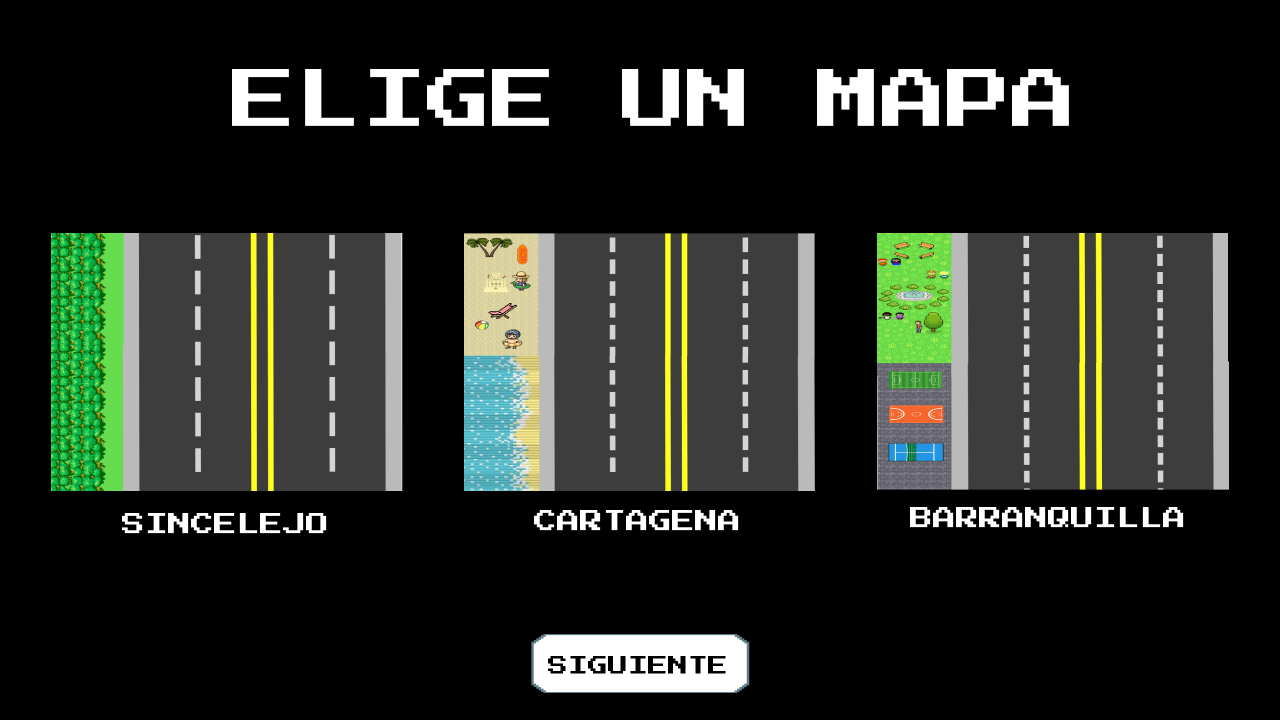 ELIGE UN MAPA
SINCELEJO
CARTAGENA
BARRANQUILLA
SIGUIENTE